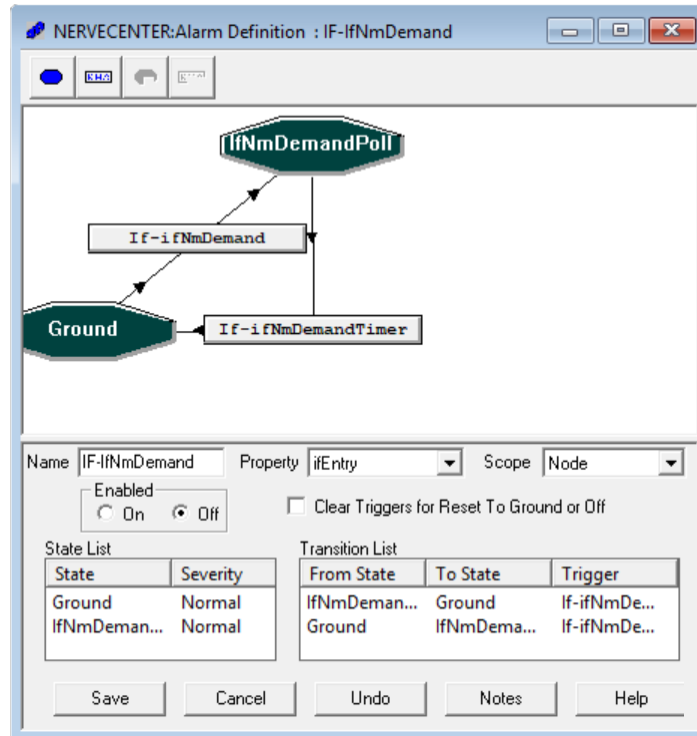 NERVECENTER:Alarm Definition : IF-IfNmDemand
IfNmDemandPoll
If-ifNmDemand
Ground
If-ifNmDemandTimer
Name IF-IfNmDemand Property ifEntry Scope Node
Enabled
On Off Clear Triggers for Reset To Ground or Off
State List Transition List
State Severity From State To State Trigger
Ground Normal IfNmDeman... Ground If-ifNmDe...
IfNmDeman... Normal Ground IfNmDema... If-ifNmDe...
Save Cancel Undo Notes Help